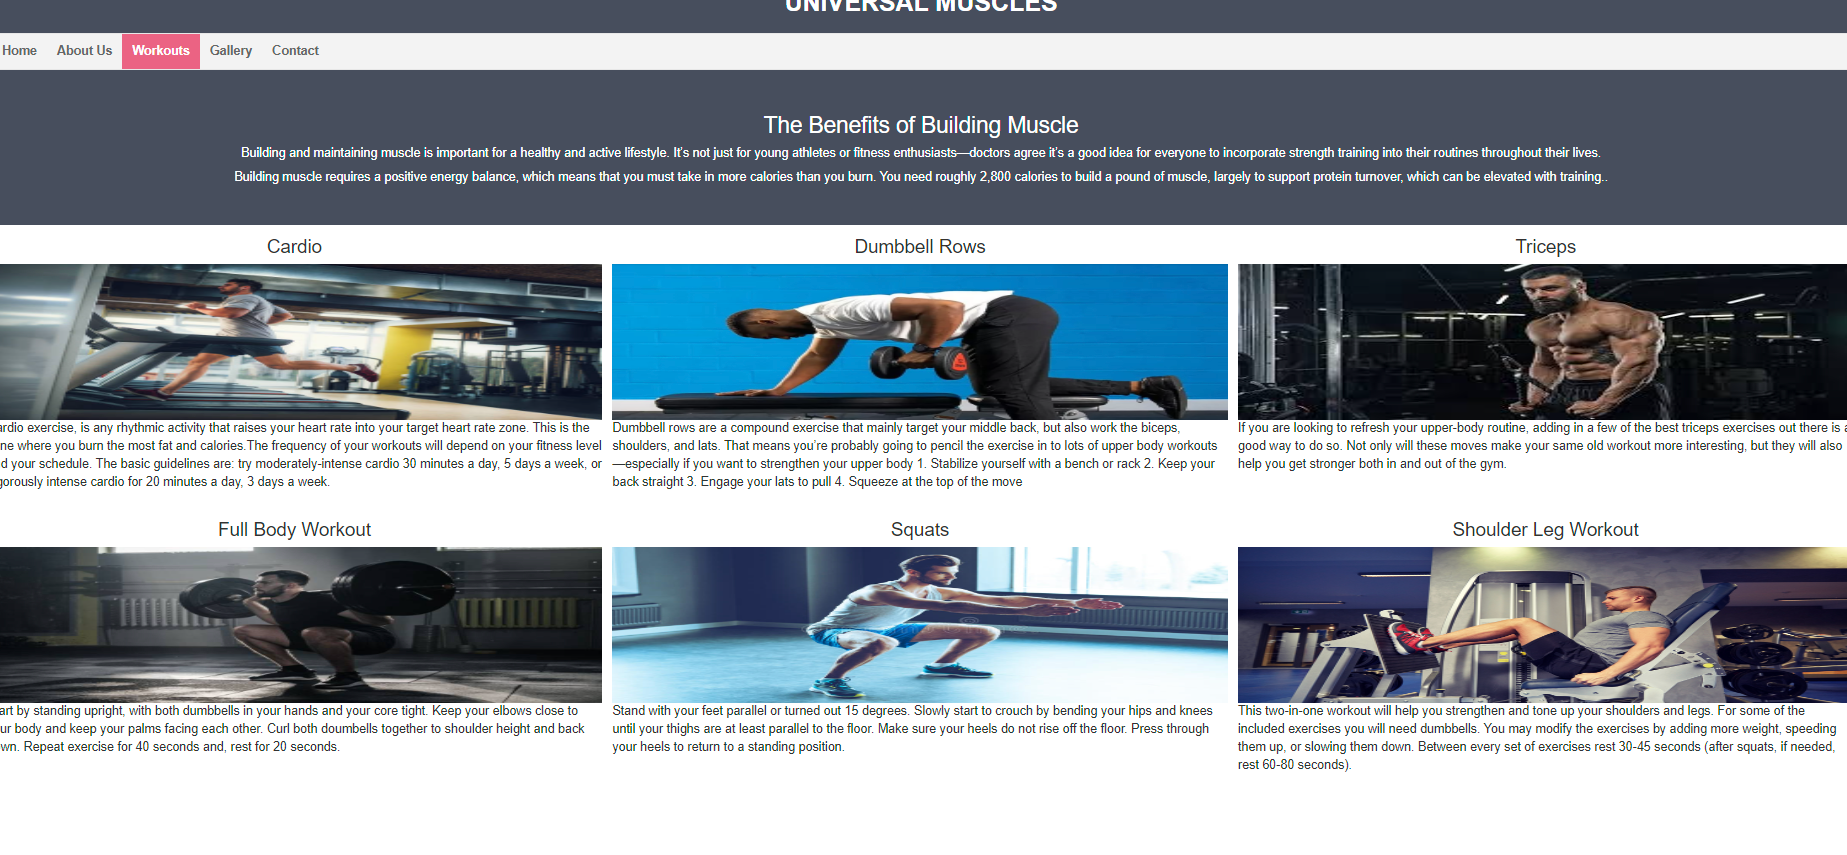 UNIVERSAL MUSCLES
Home About Us Workouts Gallery Contact
The Benefits of Building Muscle
Building and maintaining muscle is important for a healthy and active lifestyle. It's not just for young athletes or fitness enthusiasts—doctors agree it's a good idea for everyone to incorporate strength training into their routines throughout their lives.
Building muscle requires a positive energy balance, which means that you must take in more calories than you burn. You need roughly 2,800 calories to build a pound of muscle, largely to support protein turnover, which can be elevated with training..
Cardio
ardio exercise, is any rhythmic activity that raises your heart rate into your target heart rate zone. This is the
ne where you burn the most fat and calories.The frequency of your workouts will depend on your fitness level
d your schedule. The basic guidelines are: try moderately-intense cardio 30 minutes a day, 5 days a week, or
gorously intense cardio for 20 minutes a day, 3 days a week.
Dumbbell Rows
Dumbbell rows are a compound exercise that mainly target your middle back, but also work the biceps,
shoulders, and lats. That means you're probably going to pencil the exercise in to lots of upper body workouts
—especially if you want to strengthen your upper body 1. Stabilize yourself with a bench or rack 2. Keep your
back straight 3. Engage your lats to pull 4. Squeeze at the top of the move
Triceps
If you are looking to refresh your upper-body routine, adding in a few of the best triceps exercises out there is a
good way to do so. Not only will these moves make your same old workout more interesting, but they will also
help you get stronger both in and out of the gym.
Full Body Workout
art by standing upright, with both dumbbells in your hands and your core tight. Keep your elbows close to
ur body and keep your palms facing each other. Curl both doumbells together to shoulder height and back
wn. Repeat exercise for 40 seconds and, rest for 20 seconds.
Squats
Stand with your feet parallel or turned out 15 degrees. Slowly start to crouch by bending your hips and knees
until your thighs are at least parallel to the floor. Make sure your heels do not rise off the floor. Press through
your heels to return to a standing position.
Shoulder Leg Workout
This two-in-one workout will help you strengthen and tone up your shoulders and legs. For some of the
included exercises you will need dumbbells. You may modify the exercises by adding more weight, speeding
them up, or slowing them down. Between every set of exercises rest 30-45 seconds (after squats, if needed,
rest 60-80 seconds).